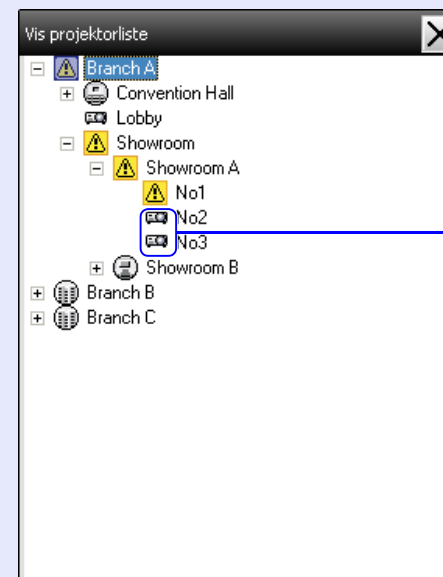 Vis projektorliste
Branch A
Convention Hall
Lobby
Showroom
Showroom A
No1
No2
No3
Showroom B
Branch B
Branch C